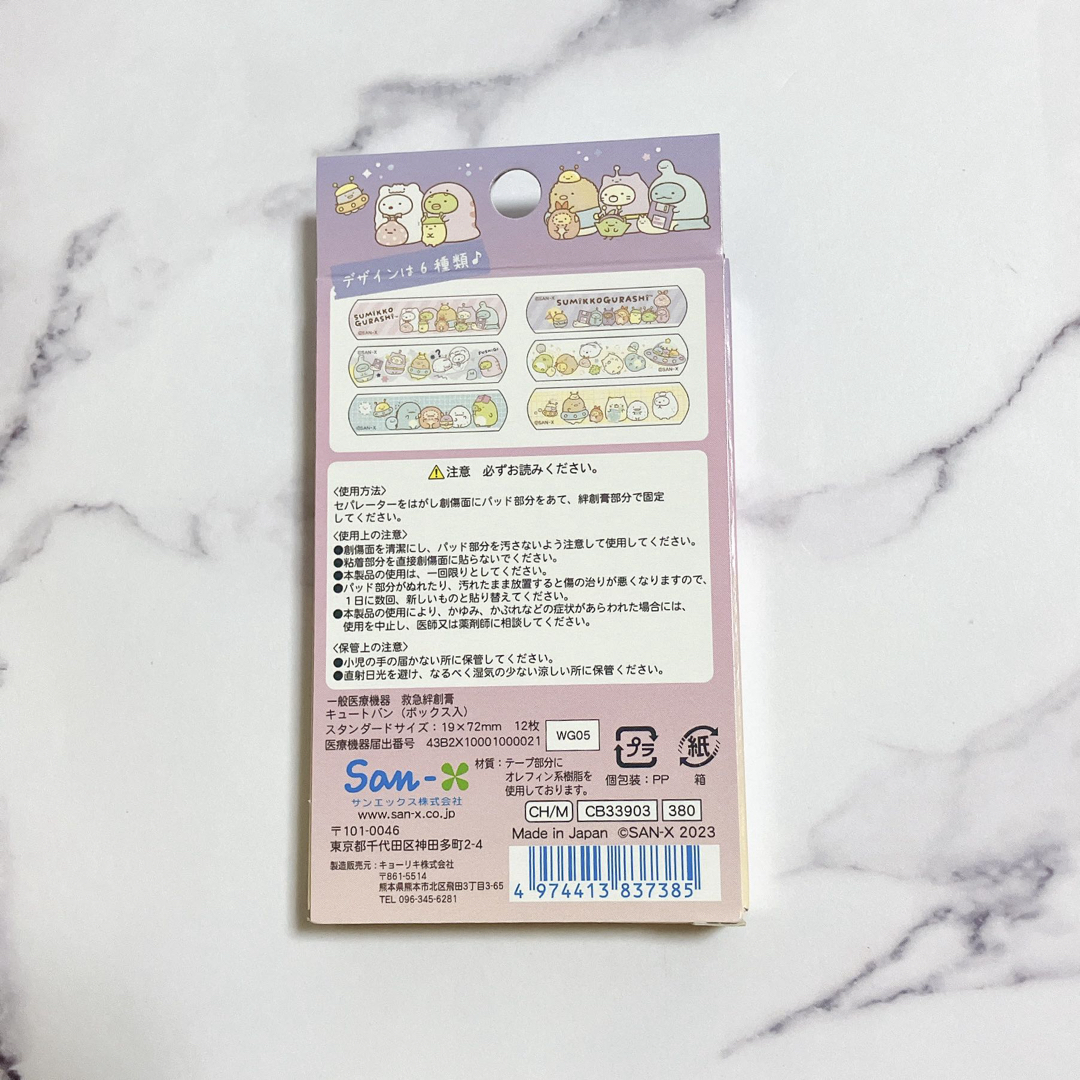 デザインは6種類♪
SUMIKKO
GURASHI™
©SAN-X
©SAN-X
SUMIKKOGURASHI™
©SAN-X
?
©SAN-X
©SAN-X
©SAN-X
注意 必ずお読みください。
〈使用方法〉
セパレーターをはがし創傷面にパッド部分をあて、絆創膏部分で固定
してください。
〈使用上の注意〉
●創傷面を清潔にし、パッド部分を汚さないよう注意して使用してください。
●粘着部分を直接創傷面に貼らないでください。
●本製品の使用は、一回限りとしてください。
●パッド部分がぬれたり、汚れたまま放置すると傷の治りが悪くなりますので、
1日に数回、新しいものと貼り替えてください。
●本製品の使用により、かゆみ、かぶれなどの症状があらわれた場合には、
使用を中止し、医師又は薬剤師に相談してください。
〈保管上の注意〉
●小児の手の届かない所に保管してください。
●直射日光を避け、なるべく湿気の少ない涼しい所に保管ください。
一般医療機器 救急絆創膏
キュートバン（ボックス入）
スタンダードサイズ：19×72mm 12枚
医療機器届出番号 43B2X10001000021
WG05
プラ
個包装：PP
紙
箱
San-X
サンエックス株式会社
www.san-x.co.jp
材質：テープ部分に
オレフィン系樹脂を
使用しております。
CH/M CB33903 380
〒101-0046
東京都千代田区神田多町2-4
Made in Japan ©SAN-X 2023
製造販売元：キョーリキ株式会社
〒861-5514
熊本県熊本市北区飛田3丁目3-65
TEL 096-345-6281
4 974413 837385